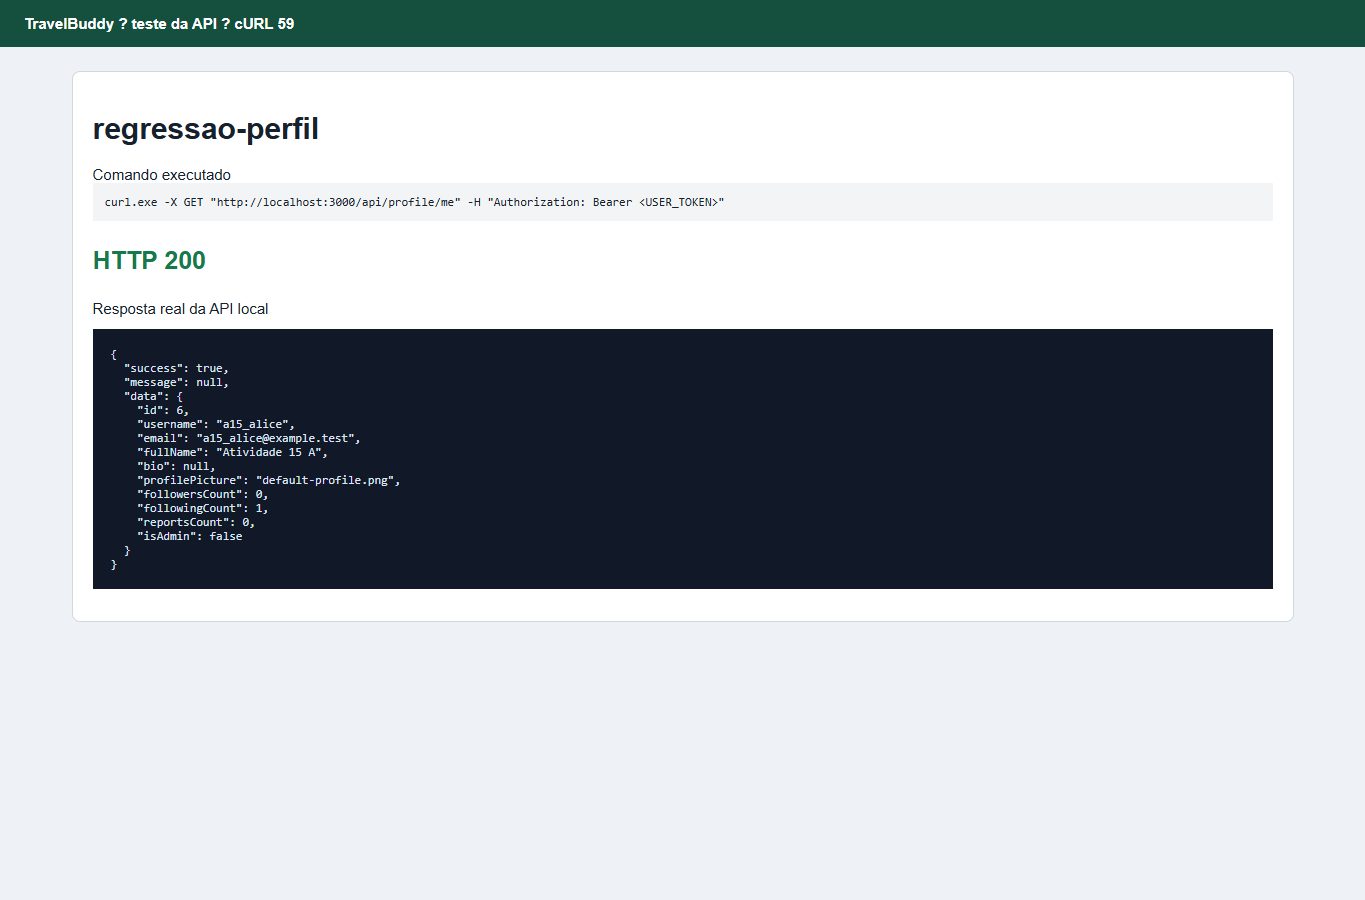 TravelBuddy ? teste da API ? cURL 59
regressao-perfil
Comando executado
curl.exe -X GET "http://localhost:3000/api/profile/me" -H "Authorization: Bearer <USER_TOKEN>"
HTTP 200
Resposta real da API local
{
  "success": true,
  "message": null,
  "data": {
    "id": 6,
    "username": "a15_alice",
    "email": "a15_alice@example.test",
    "fullName": "Atividade 15 A",
    "bio": null,
    "profilePicture": "default-profile.png",
    "followersCount": 0,
    "followingCount": 1,
    "reportsCount": 0,
    "isAdmin": false
  }
}